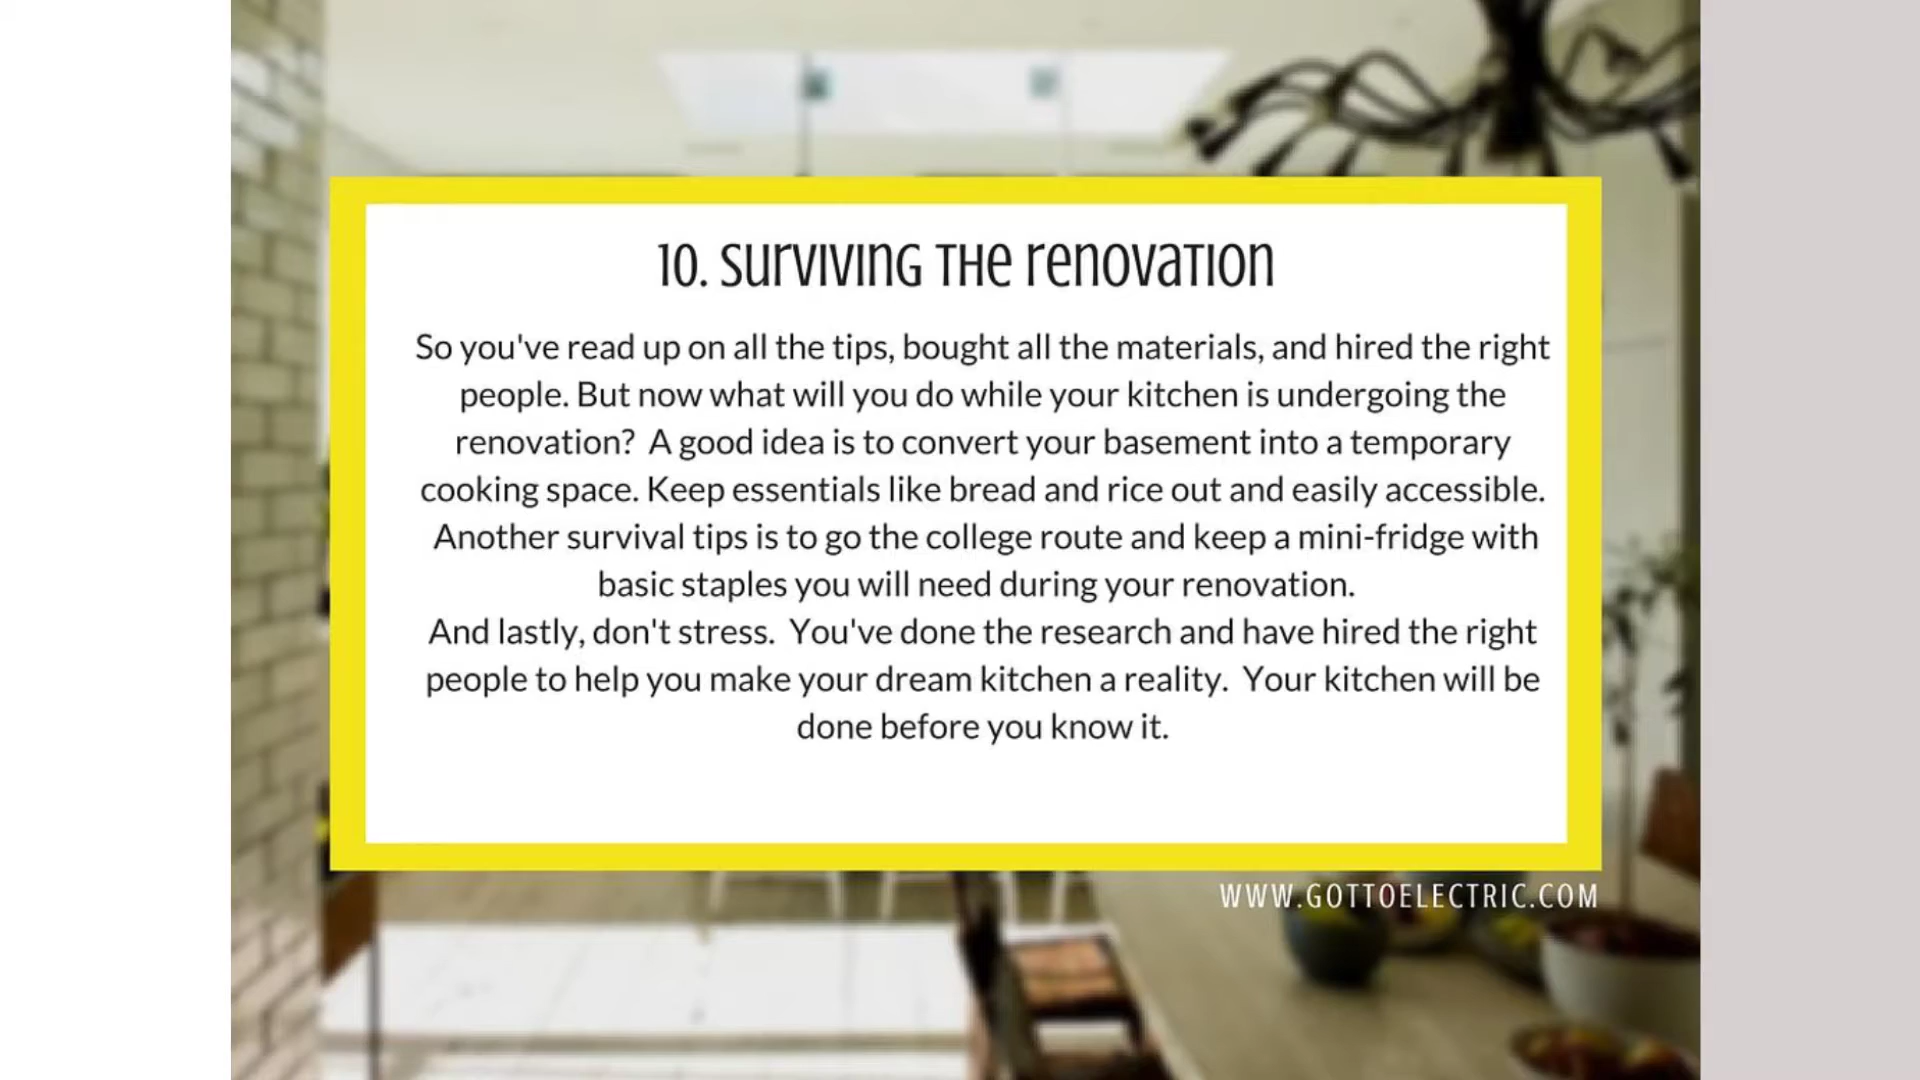 10. Surviving the Renovation
So you've read up on all the tips, bought all the materials, and hired the right
people. But now what will you do while your kitchen is undergoing the
renovation?  A good idea is to convert your basement into a temporary
cooking space. Keep essentials like bread and rice out and easily accessible.
Another survival tips is to go the college route and keep a mini-fridge with
basic staples you will need during your renovation.
And lastly, don't stress.  You've done the research and have hired the right
people to help you make your dream kitchen a reality.  Your kitchen will be
done before you know it.
WWW.GOTTOELECTRIC.COM